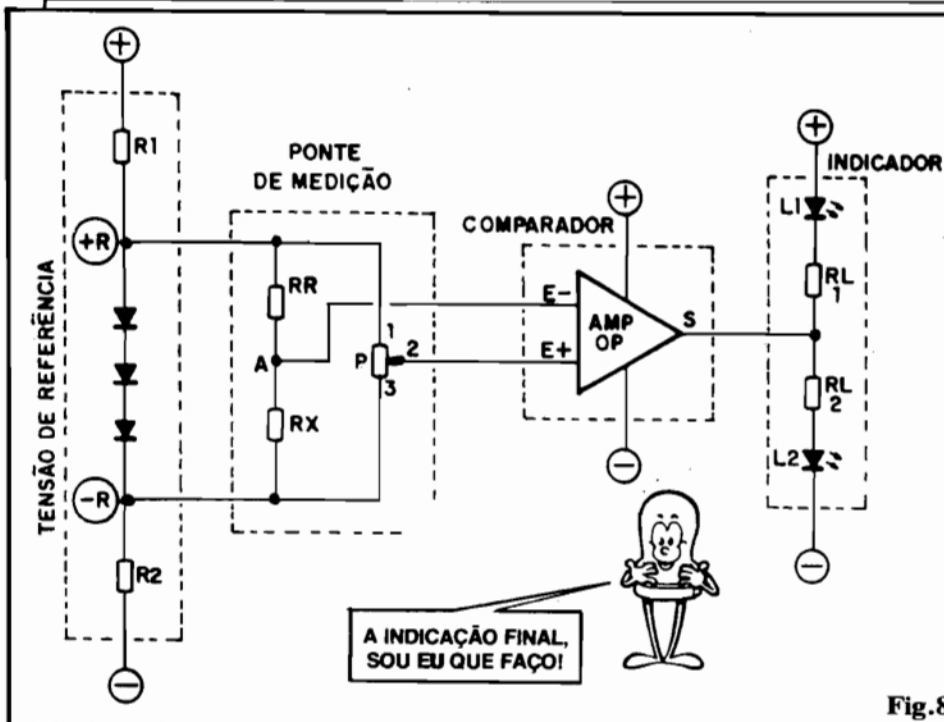 +
R1
+R
TENSÃO DE REFERÊNCIA
-R
R2
-
PONTE
DE MEDIÇÃO
RR
A
RX
P
1
2
3
COMPARADOR
+
E-
E+
AMP
OP
S
-
INDICADOR
+
L1
RL
1
RL
2
L2
-
A INDICAÇÃO FINAL,
SOU EU QUE FAÇO!
Fig.8